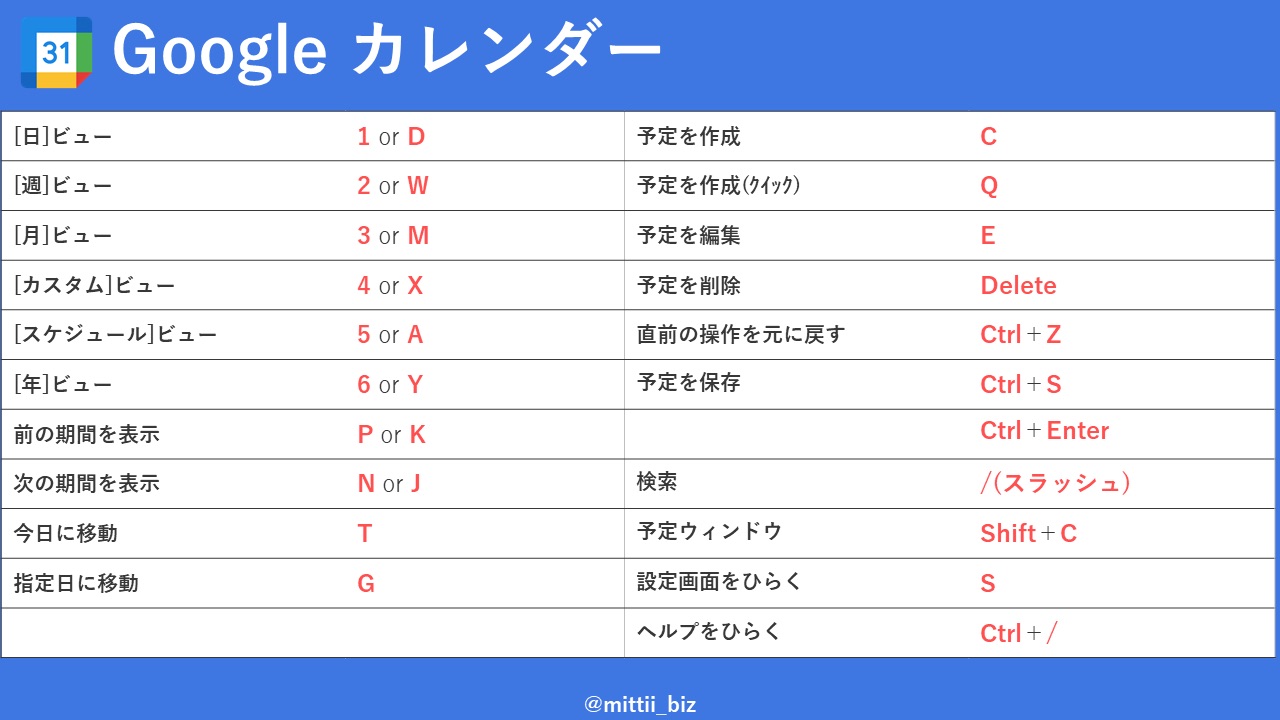 31
Google カレンダー
[日]ビュー 1 or D
[週]ビュー 2 or W
[月]ビュー 3 or M
[カスタム]ビュー 4 or X
[スケジュール]ビュー 5 or A
[年]ビュー 6 or Y
前の期間を表示 P or K
次の期間を表示 N or J
今日に移動 T
指定日に移動 G
予定を作成 C
予定を作成(ｸｲｯｸ) Q
予定を編集 E
予定を削除 Delete
直前の操作を元に戻す Ctrl＋Z
予定を保存 Ctrl＋S
Ctrl＋Enter
検索 /(スラッシュ)
予定ウィンドウ Shift＋C
設定画面をひらく S
ヘルプをひらく Ctrl＋/
@mittii_biz